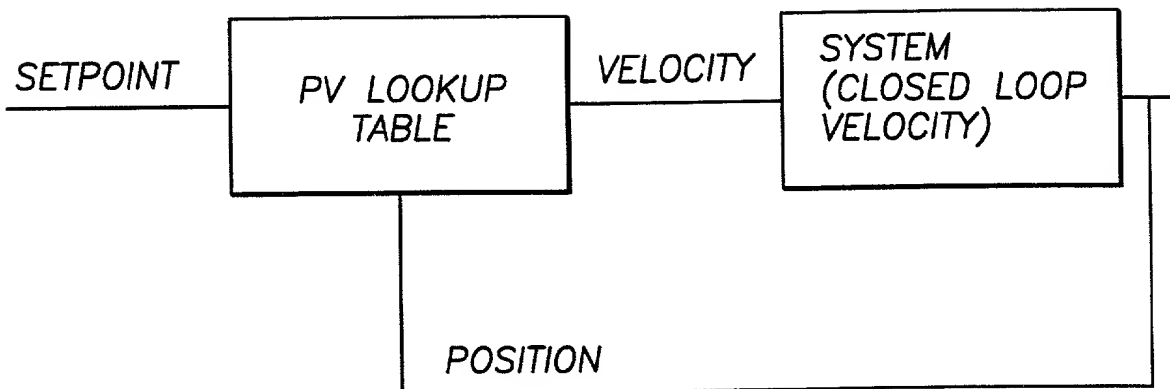 SETPOINT
PV LOOKUP
TABLE
VELOCITY
SYSTEM
(CLOSED LOOP
VELOCITY)
POSITION